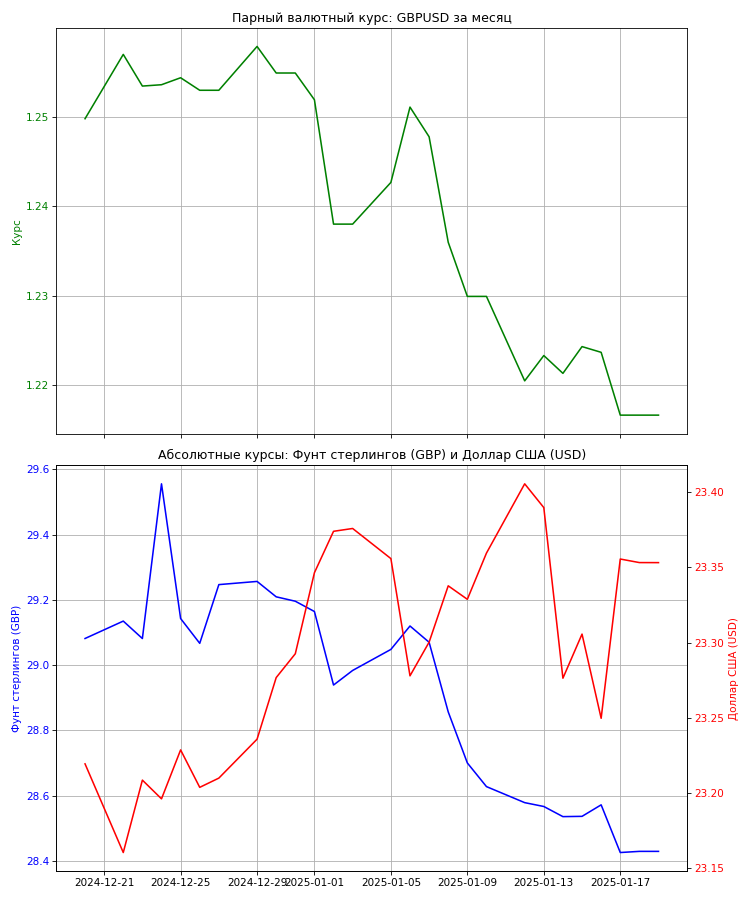 Парный валютный курс: GBPUSD за месяц
1.25
1.24
1.23
1.22
Курс
Абсолютные курсы: Фунт стерлингов (GBP) и Доллар США (USD)
29.6
29.4
29.2
29.0
28.8
28.6
28.4
Фунт стерлингов (GBP)
23.40
23.35
23.30
23.25
23.20
23.15
Доллар США (USD)
2024-12-21 2024-12-25 2024-12-29 2025-01-01 2025-01-05 2025-01-09 2025-01-13 2025-01-17